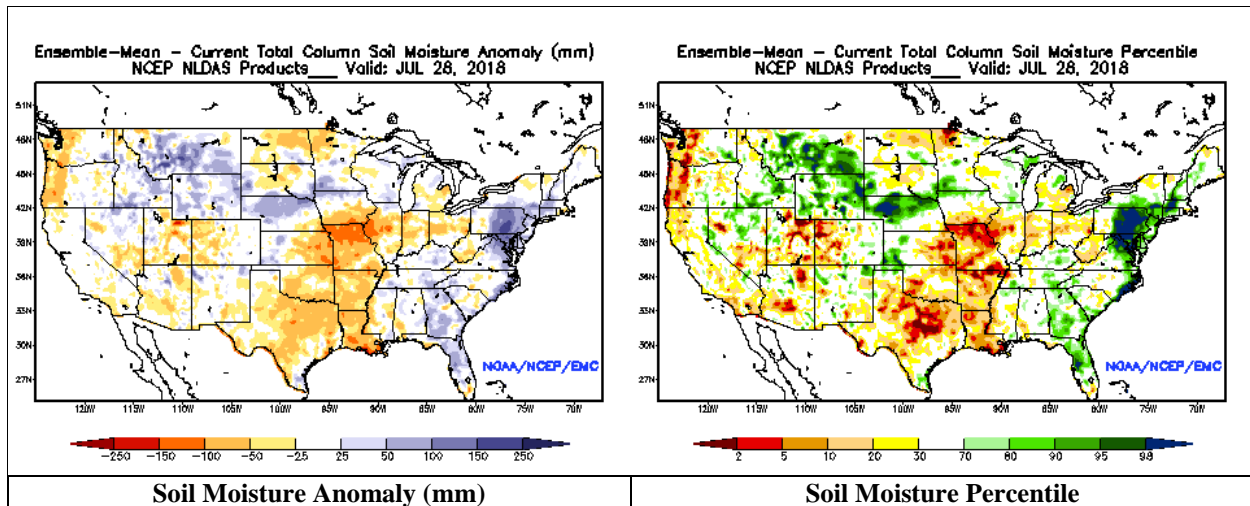 Ensemble-Mean - Current Total Column Soil Moisture Anomaly (mm)
NCEP NLDAS Products___ Valid: JUL 28, 2018
51N
48N
45N
42N
39N
36N
33N
30N
27N
NOAA/NCEP/EMC
120W 115W 110W 105W 100W 95W 90W 85W 80W 75W 70W
-250 -150 -100 -50 -25 25 50 100 150 250
Soil Moisture Anomaly (mm)
Ensemble-Mean - Current Total Column Soil Moisture Percentile
NCEP NLDAS Products___ Valid: JUL 28, 2018
51N
48N
45N
42N
39N
36N
33N
30N
27N
NOAA/NCEP/EMC
120W 115W 110W 105W 100W 95W 90W 85W 80W 75W 70W
2 5 10 20 30 70 80 90 95 98
Soil Moisture Percentile